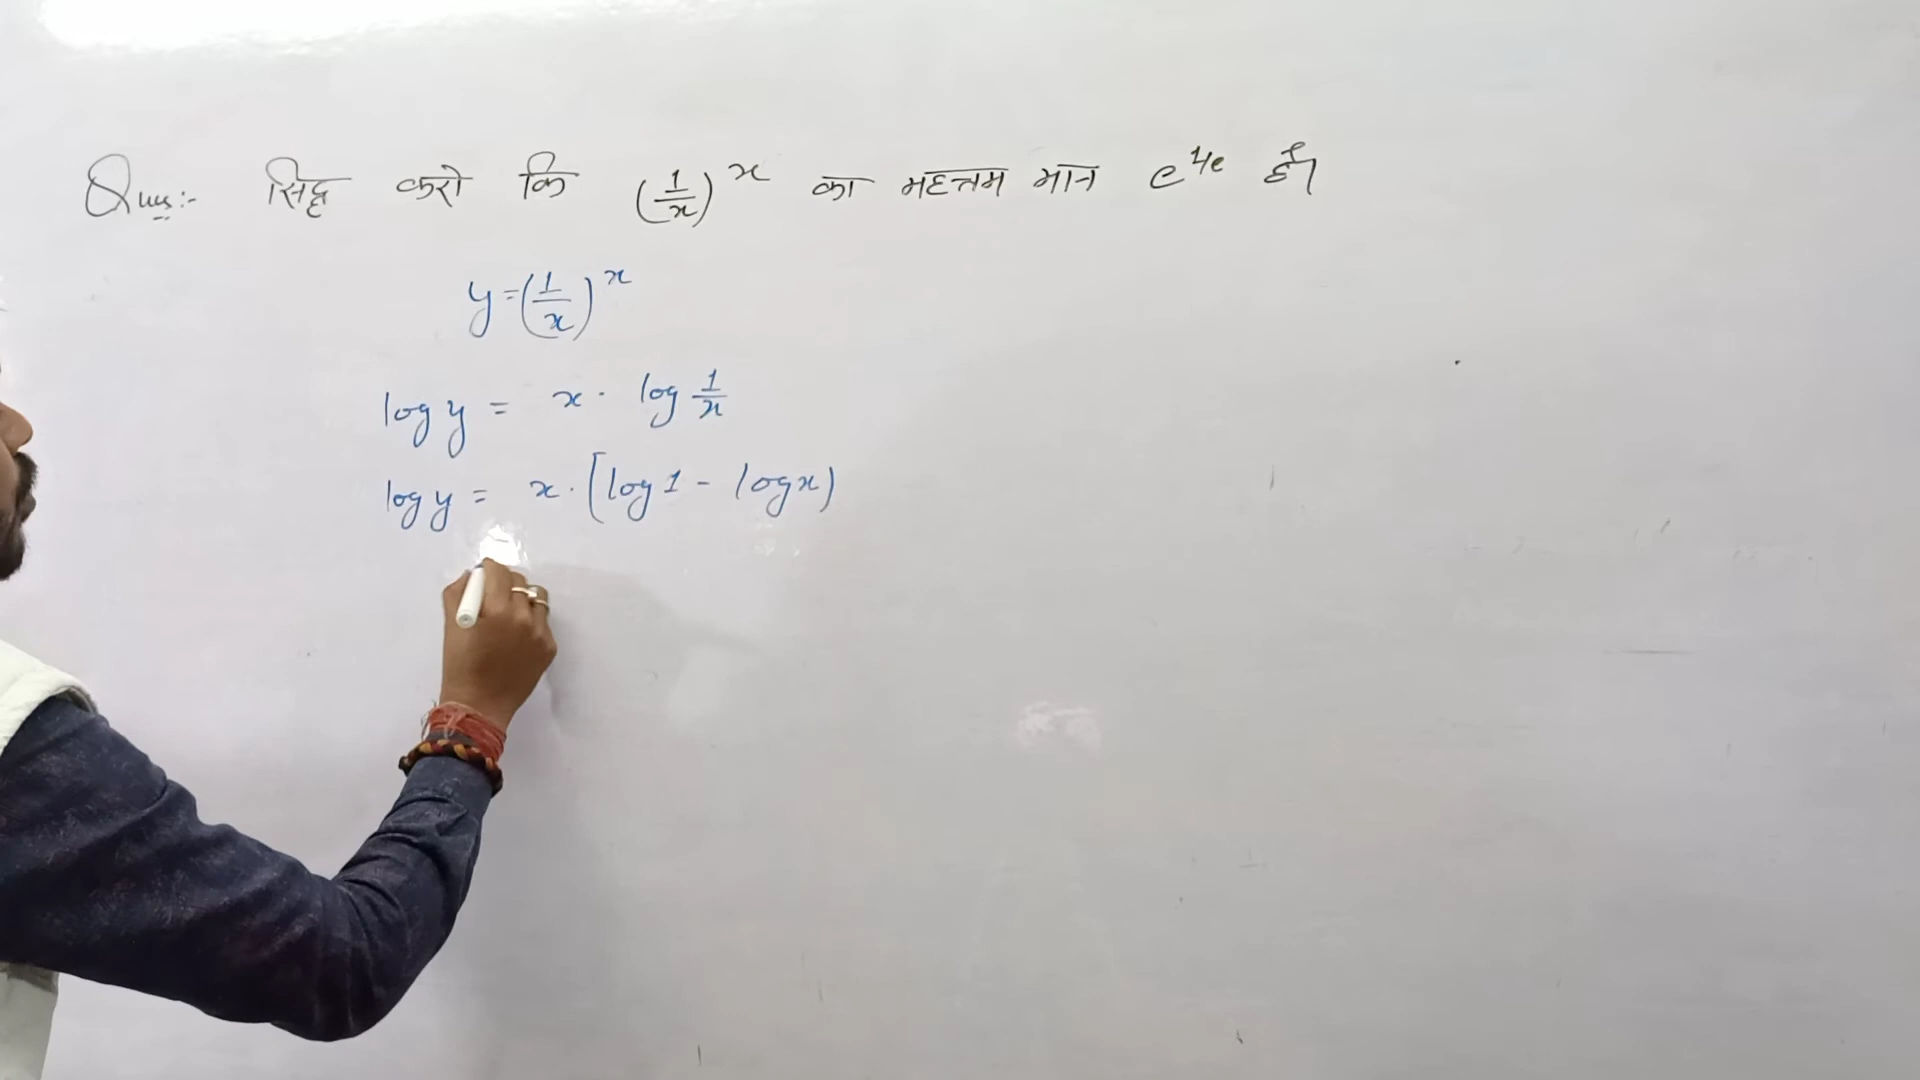 Ques:- सिद्ध करो कि (1/x)^x का महत्तम मान e^1/e है।
y = (1/x)^x
log y = x · log 1/x
log y = x · (log 1 - log x)